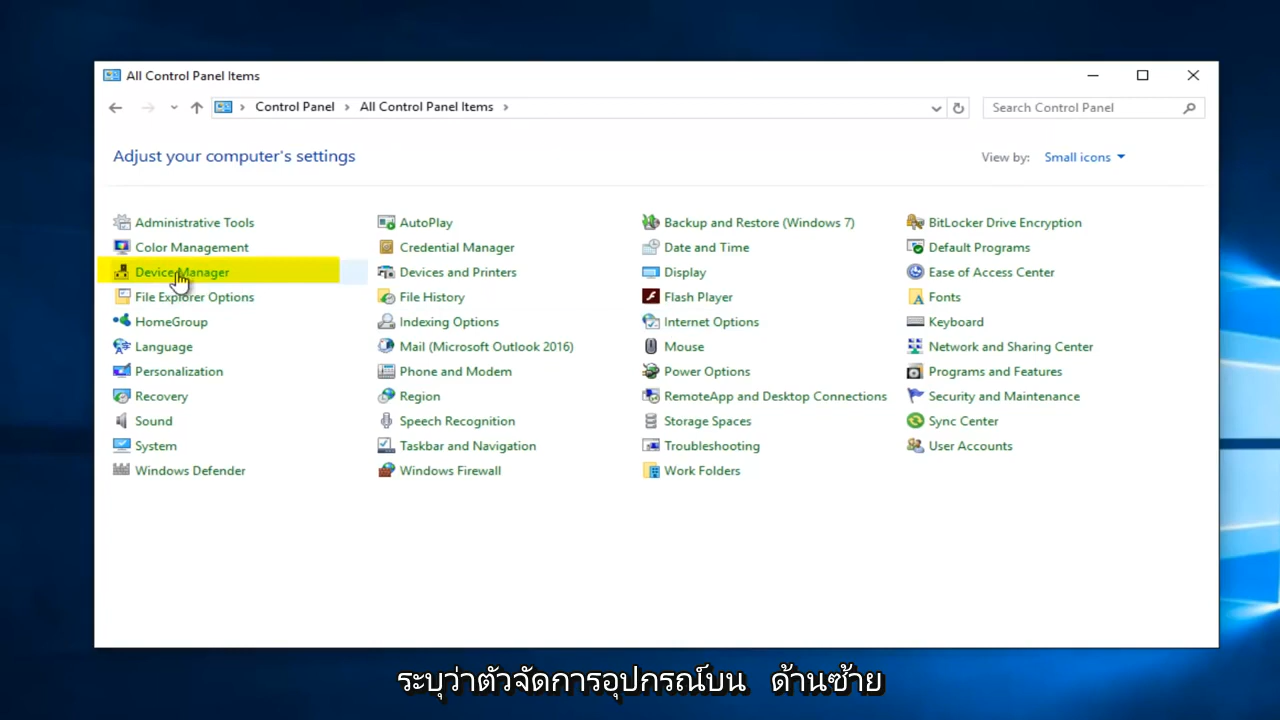 All Control Panel Items
Control Panel > All Control Panel Items >
Search Control Panel
Adjust your computer's settings
View by: Small icons
Administrative Tools
AutoPlay
Backup and Restore (Windows 7)
BitLocker Drive Encryption
Color Management
Credential Manager
Date and Time
Default Programs
Device Manager
Devices and Printers
Display
Ease of Access Center
File Explorer Options
File History
Flash Player
Fonts
HomeGroup
Indexing Options
Internet Options
Keyboard
Language
Mail (Microsoft Outlook 2016)
Mouse
Network and Sharing Center
Personalization
Phone and Modem
Power Options
Programs and Features
Recovery
Region
RemoteApp and Desktop Connections
Security and Maintenance
Sound
Speech Recognition
Storage Spaces
Sync Center
System
Taskbar and Navigation
Troubleshooting
User Accounts
Windows Defender
Windows Firewall
Work Folders
ระบุว่าตัวจัดการอุปกรณ์บน ด้านซ้าย